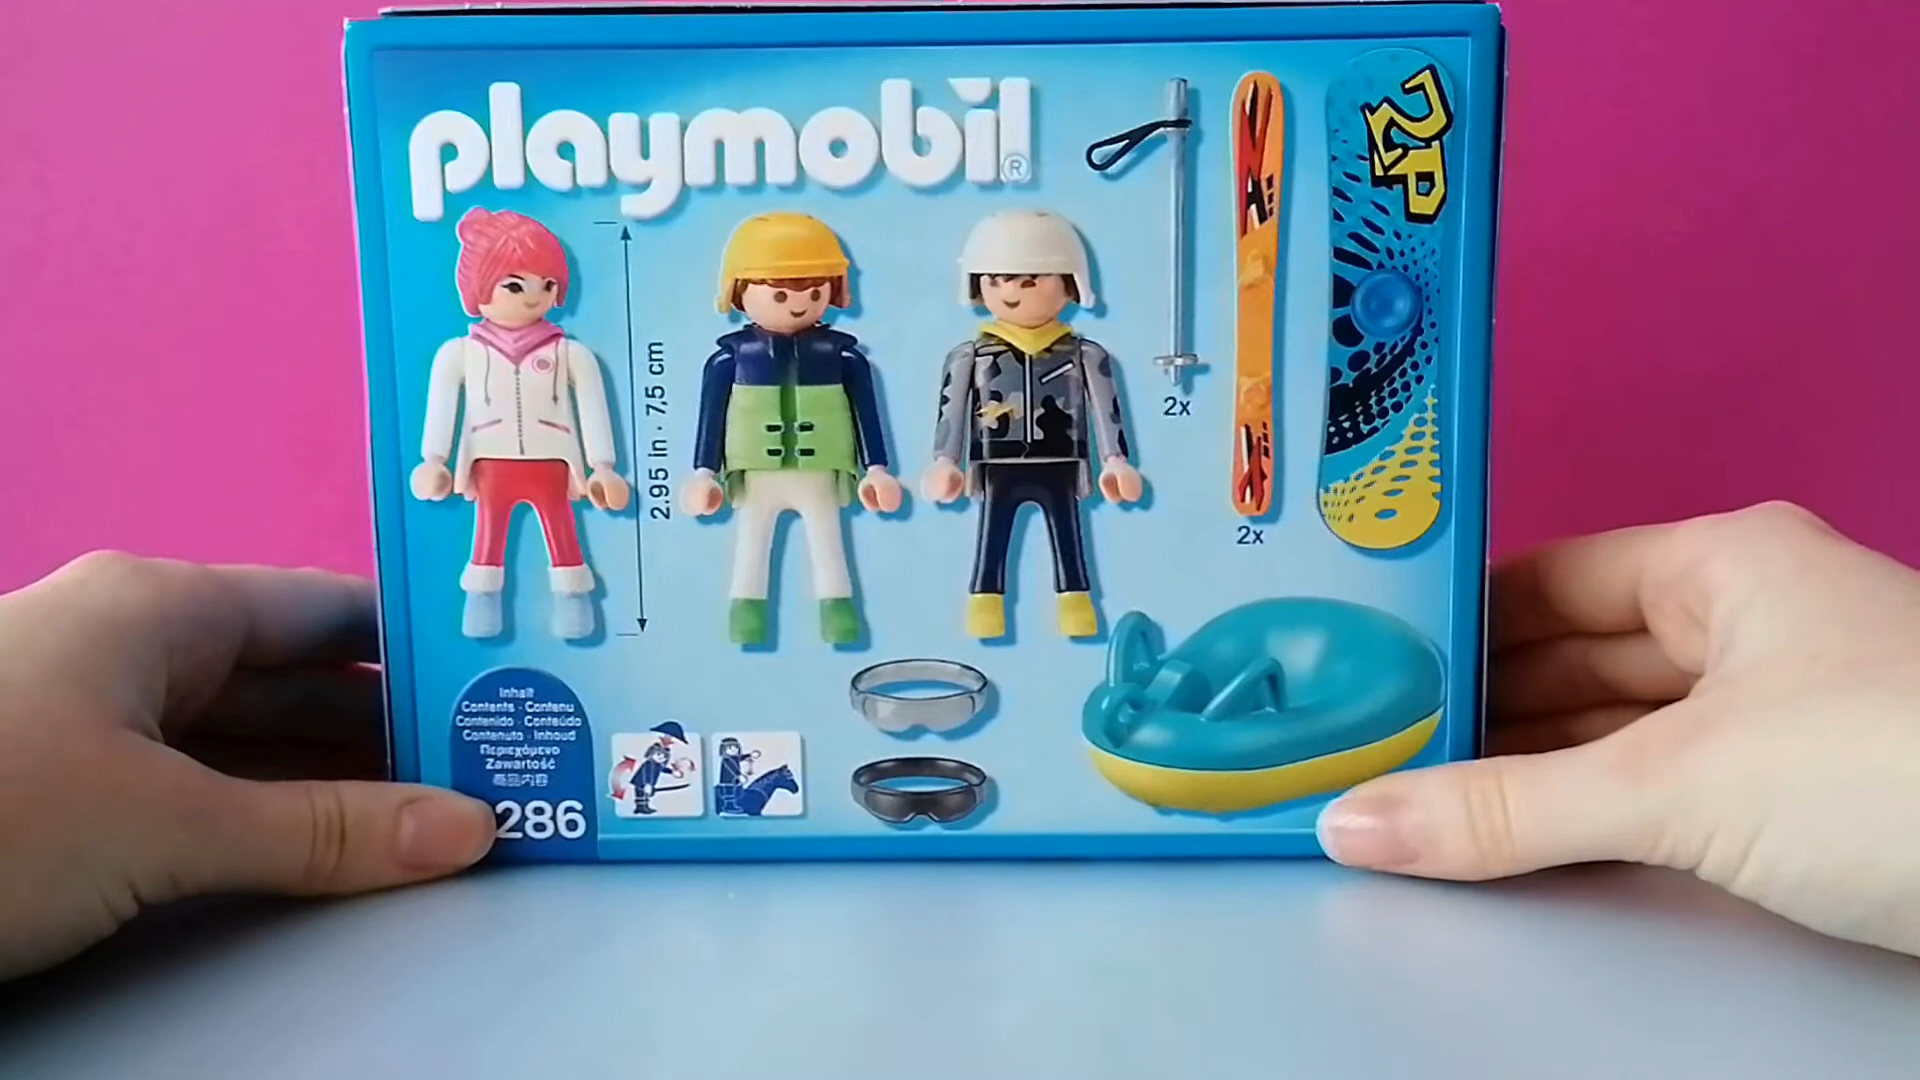 playmobil®
2P
2.95 in · 7,5 cm
2x
2x
Inhalt
Contents - Contenu
Contenido - Conteúdo
Contenuto - Inhoud
Περιεχόμενο
Zawartość
商品内容
286